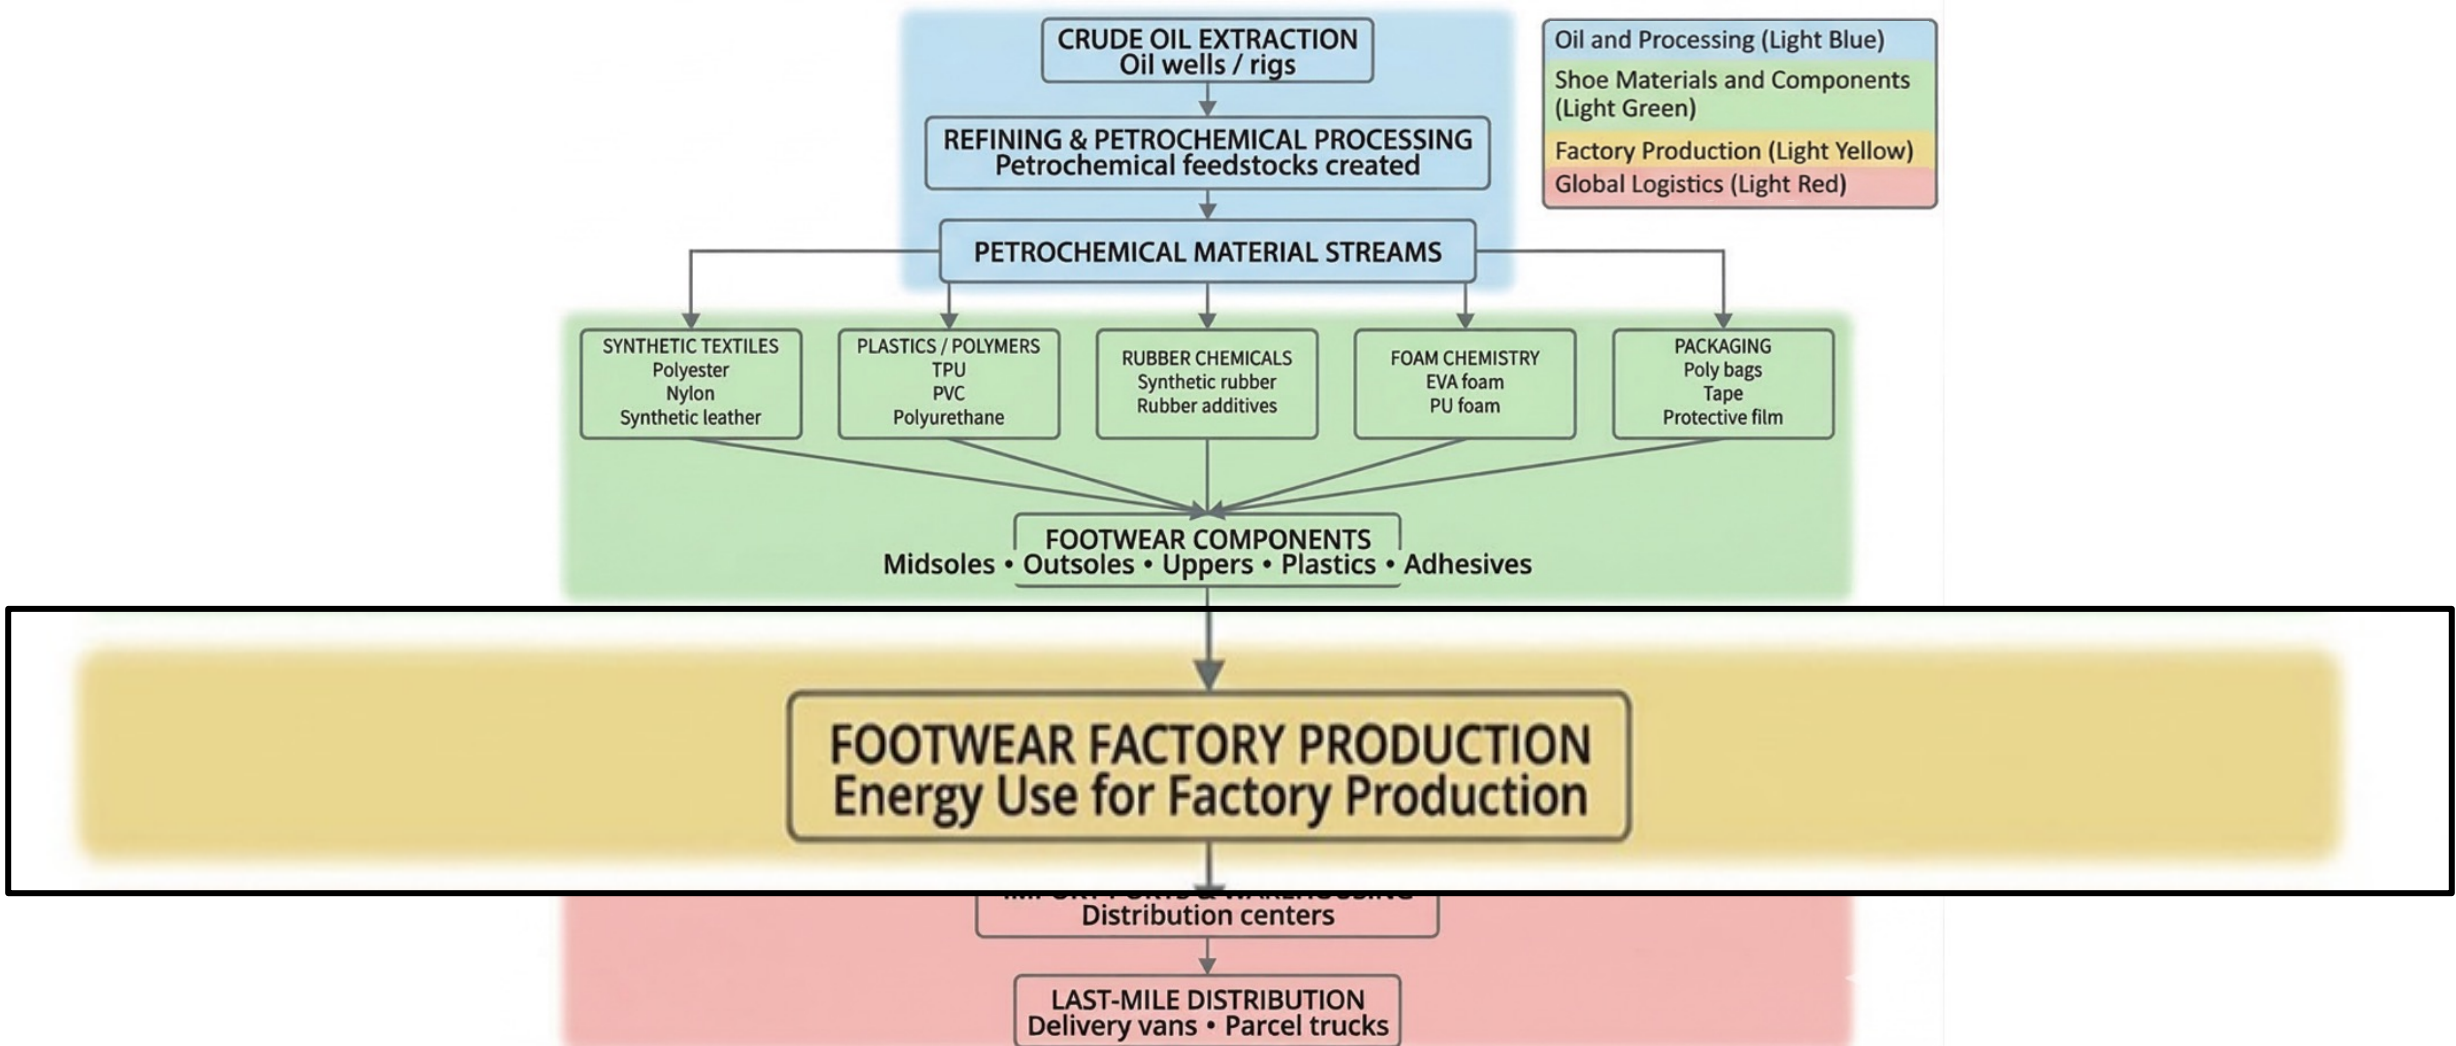 CRUDE OIL EXTRACTION
Oil wells / rigs
REFINING & PETROCHEMICAL PROCESSING
Petrochemical feedstocks created
PETROCHEMICAL MATERIAL STREAMS
Oil and Processing (Light Blue)
Shoe Materials and Components
(Light Green)
Factory Production (Light Yellow)
Global Logistics (Light Red)
SYNTHETIC TEXTILES
Polyester
Nylon
Synthetic leather
PLASTICS / POLYMERS
TPU
PVC
Polyurethane
RUBBER CHEMICALS
Synthetic rubber
Rubber additives
FOAM CHEMISTRY
EVA foam
PU foam
PACKAGING
Poly bags
Tape
Protective film
FOOTWEAR COMPONENTS
Midsoles • Outsoles • Uppers • Plastics • Adhesives
FOOTWEAR FACTORY PRODUCTION
Energy Use for Factory Production
Distribution centers
LAST-MILE DISTRIBUTION
Delivery vans • Parcel trucks